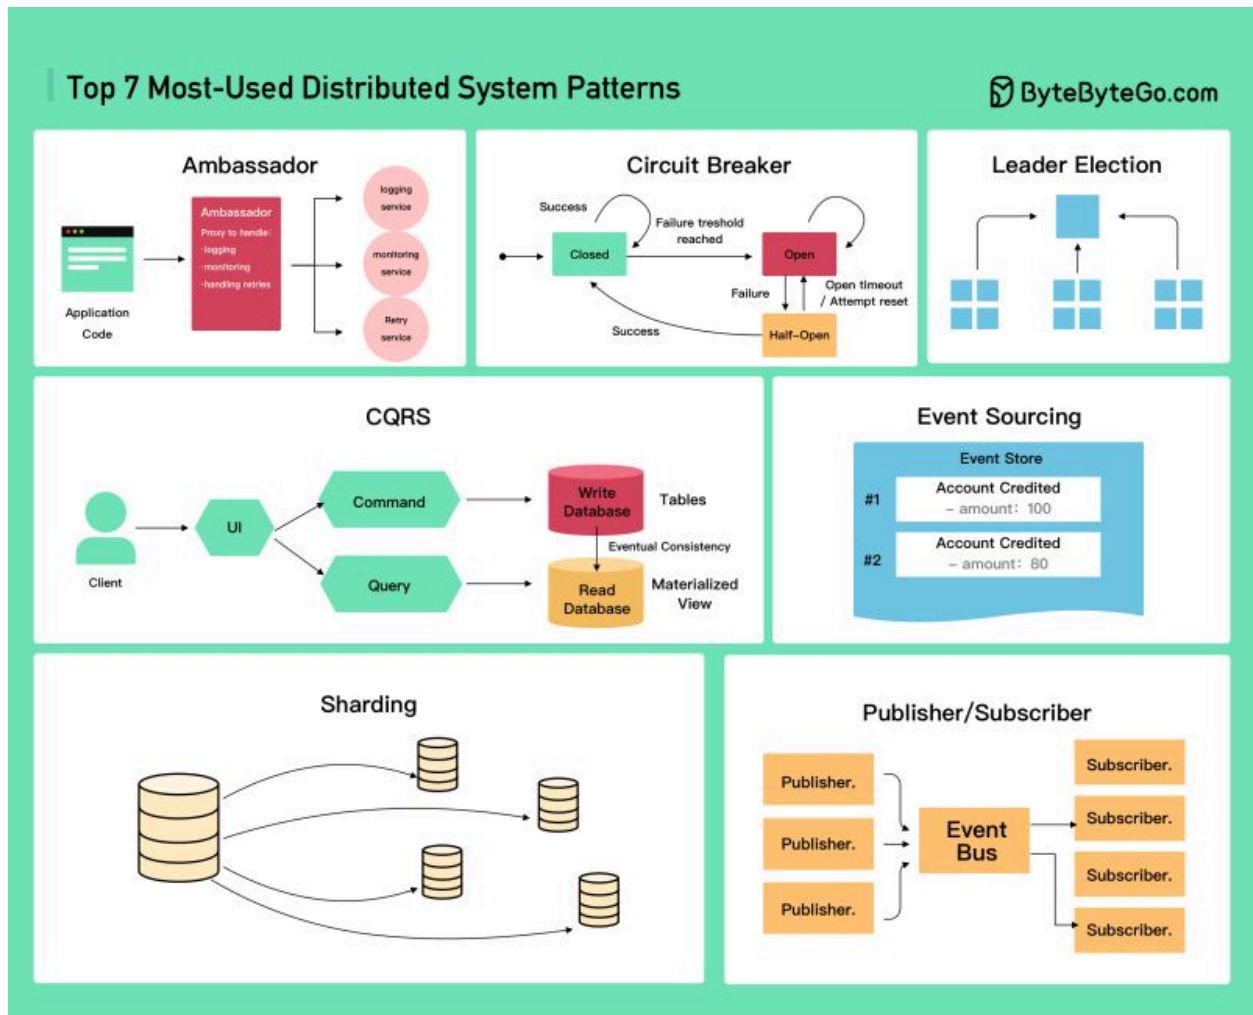 Top 7 Most-Used Distributed System Patterns
ByteByteGo.com
Ambassador
Application
Code
Ambassador
Proxy to handle:
·logging
·monitoring
·handling retries
logging
service
monitoring
service
Retry
service
Circuit Breaker
Success
Closed
Failure treshold
reached
Open
Failure
Open timeout
/ Attempt reset
Success
Half-Open
Leader Election
CQRS
Client
UI
Command
Query
Write
Database
Tables
Eventual Consistency
Read
Database
Materialized
View
Event Sourcing
Event Store
#1
Account Credited
- amount: 100
#2
Account Credited
- amount: 80
Sharding
Publisher/Subscriber
Publisher.
Publisher.
Publisher.
Event
Bus
Subscriber.
Subscriber.
Subscriber.
Subscriber.